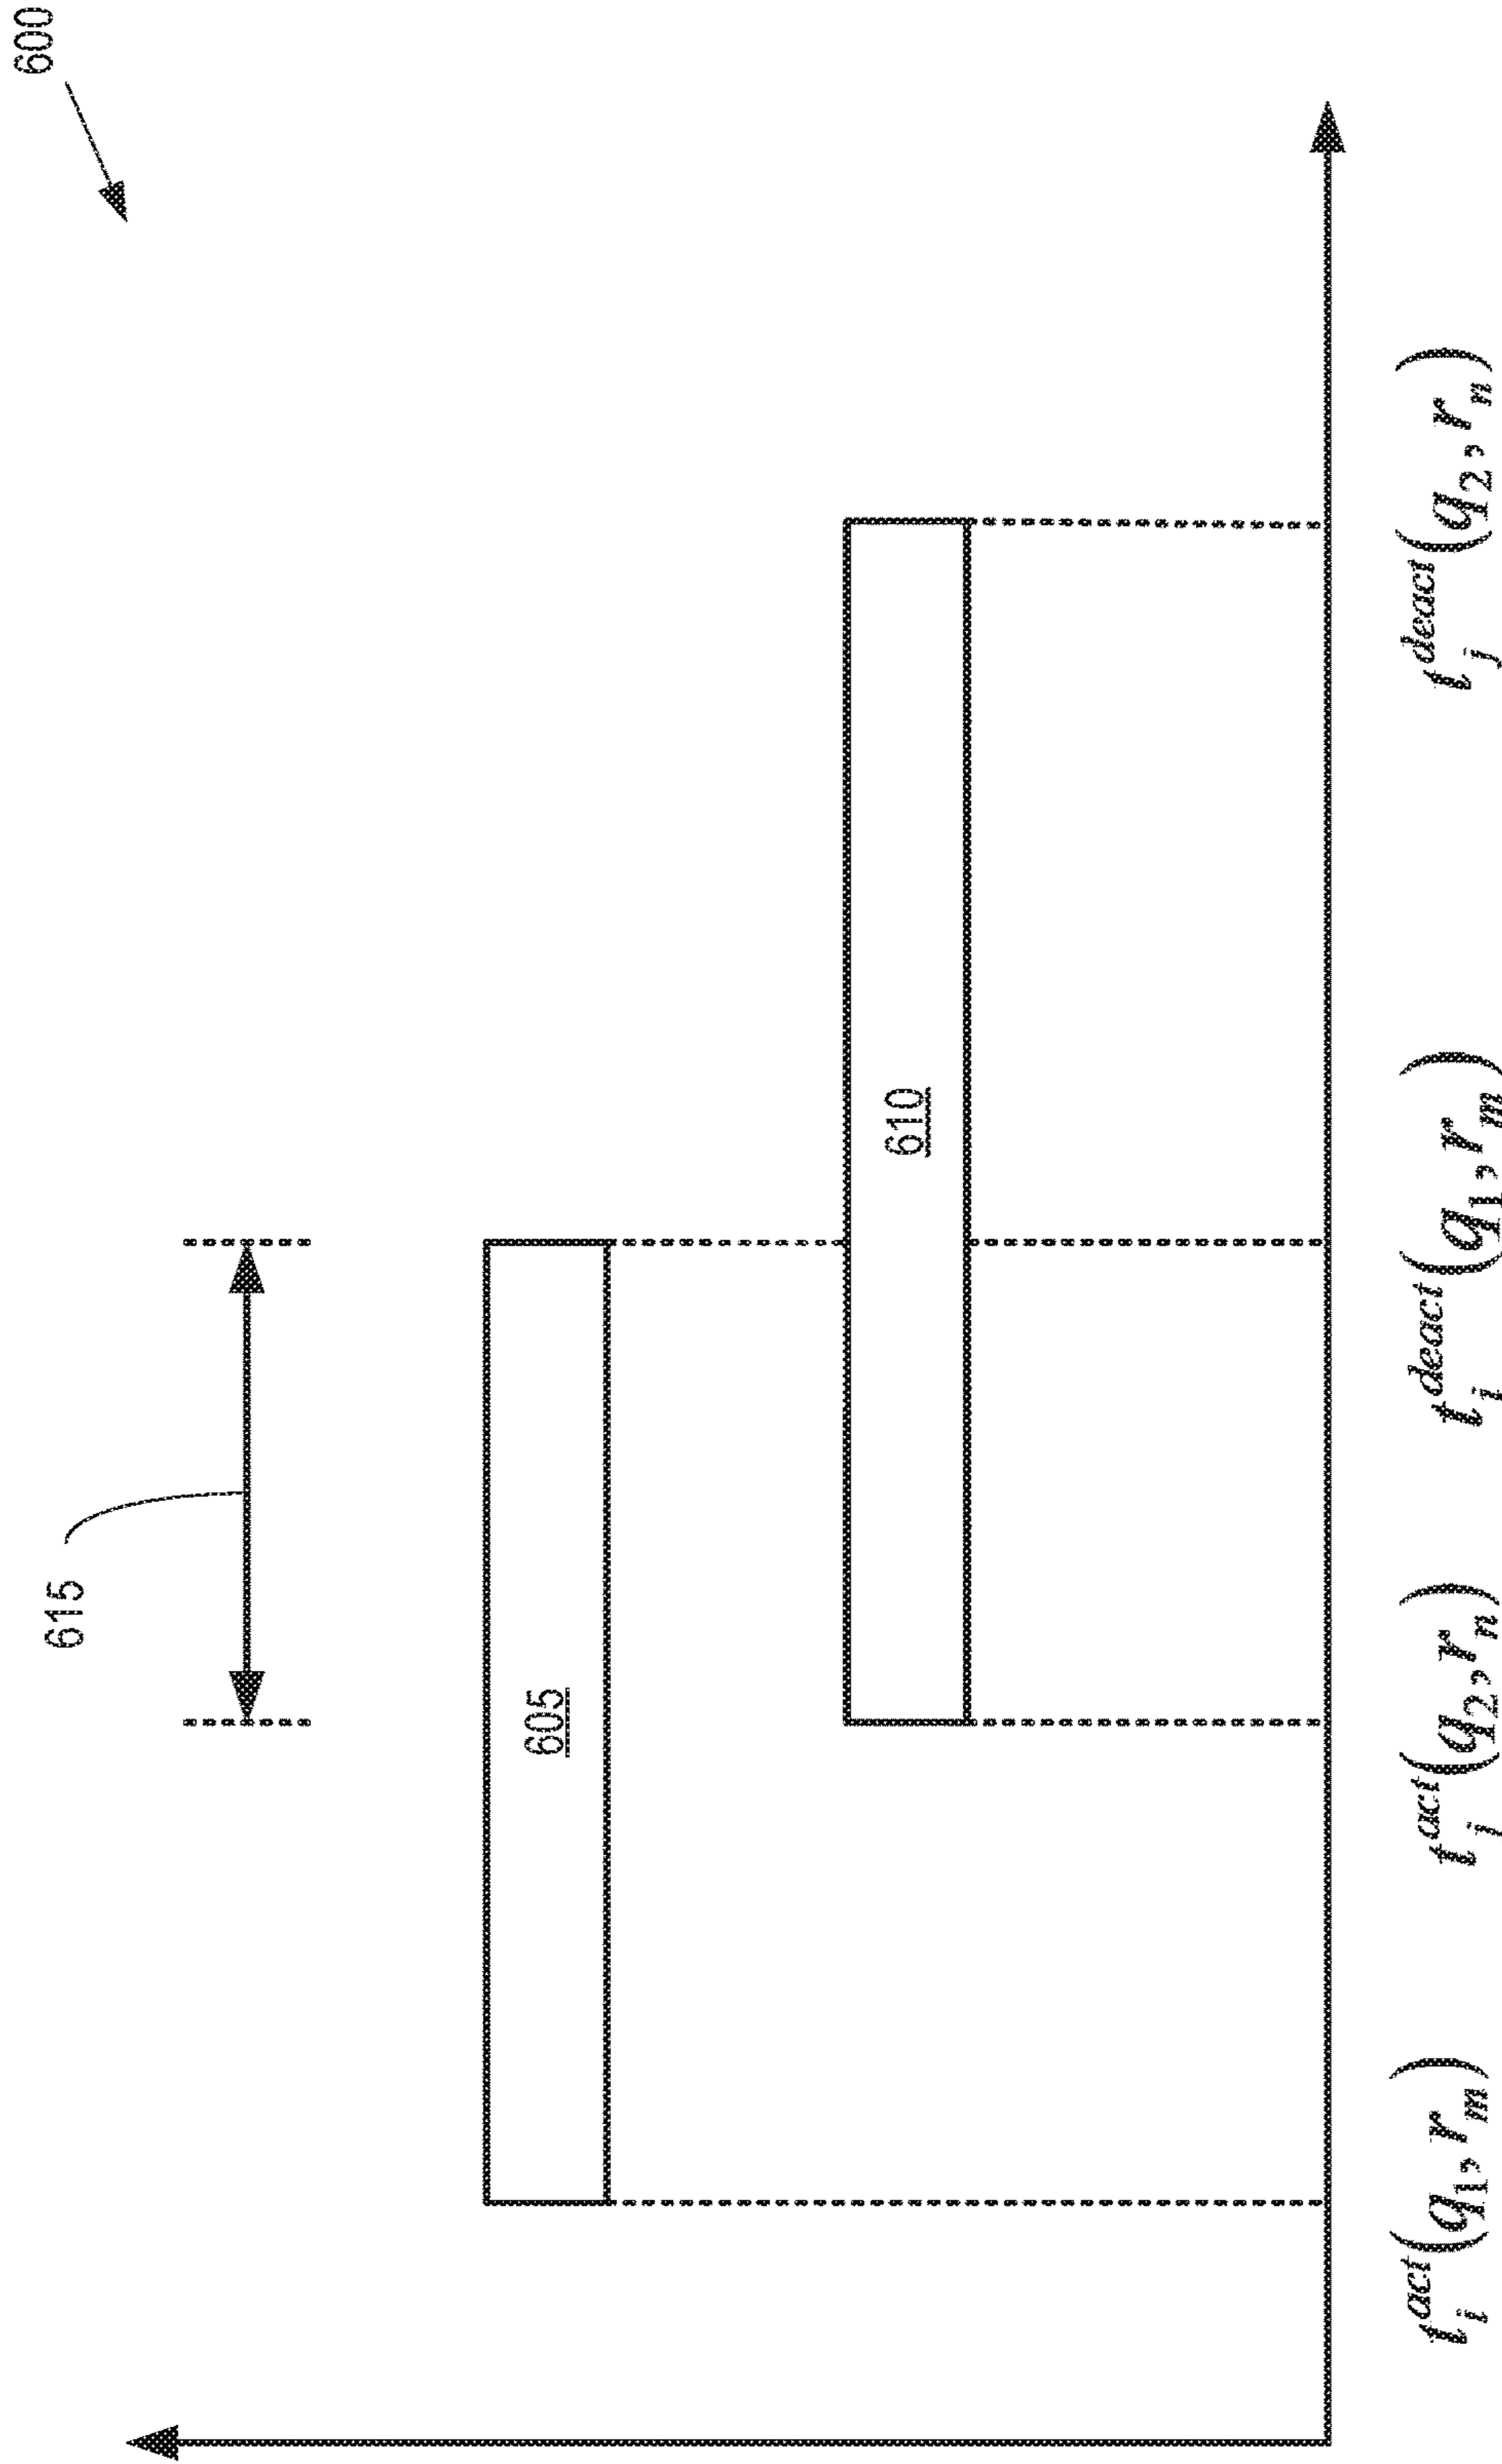 600
615
605
610
t_i^{act}(q_1, r_m)
t_j^{act}(q_2, r_n)
t_i^{deact}(q_1, r_m)
t_j^{deact}(q_2, r_n)